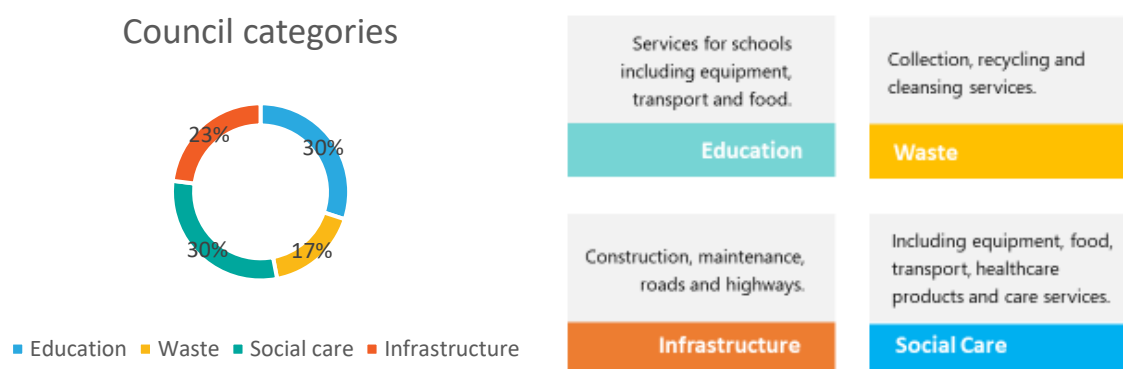 Council categories
23%
30%
30%
17%
Education Waste Social care Infrastructure
Services for schools
including equipment,
transport and food.
Education
Collection, recycling and
cleansing services.
Waste
Construction, maintenance,
roads and highways.
Infrastructure
Including equipment, food,
transport, healthcare
products and care services.
Social Care